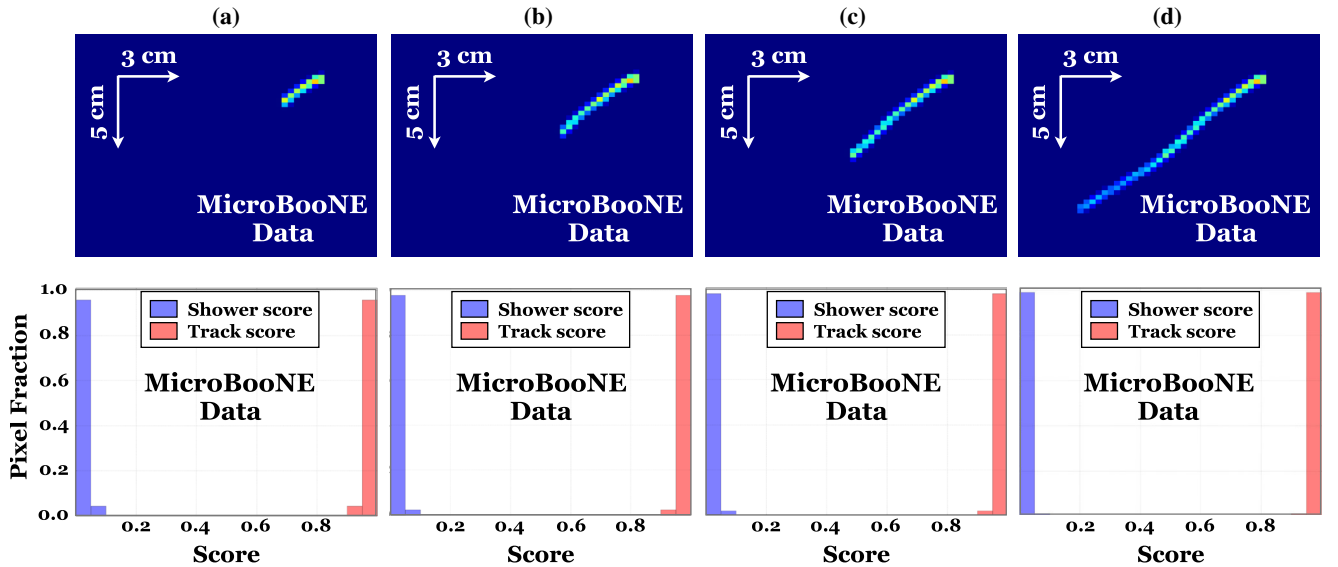 (a)
(b)
(c)
(d)
3 cm
5 cm
MicroBooNE
Data
3 cm
5 cm
MicroBooNE
Data
3 cm
5 cm
MicroBooNE
Data
3 cm
5 cm
MicroBooNE
Data
Pixel Fraction
1.0
0.8
0.6
0.4
0.2
0.0
Shower score
Track score
MicroBooNE
Data
0.2 0.4 0.6 0.8
Score
Shower score
Track score
MicroBooNE
Data
0.2 0.4 0.6 0.8
Score
Shower score
Track score
MicroBooNE
Data
0.2 0.4 0.6 0.8
Score
Shower score
Track score
MicroBooNE
Data
0.2 0.4 0.6 0.8
Score